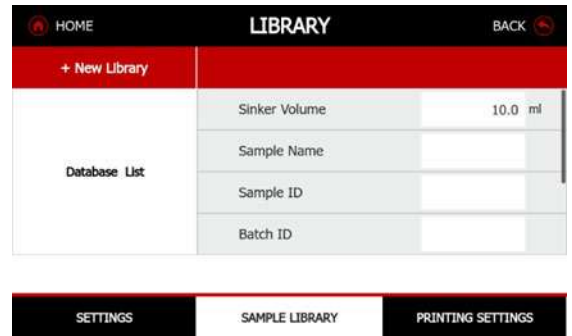 HOME
LIBRARY
BACK
+ New Library
Sinker Volume 10.0 ml
Sample Name
Database List
Sample ID
Batch ID
SETTINGS
SAMPLE LIBRARY
PRINTING SETTINGS